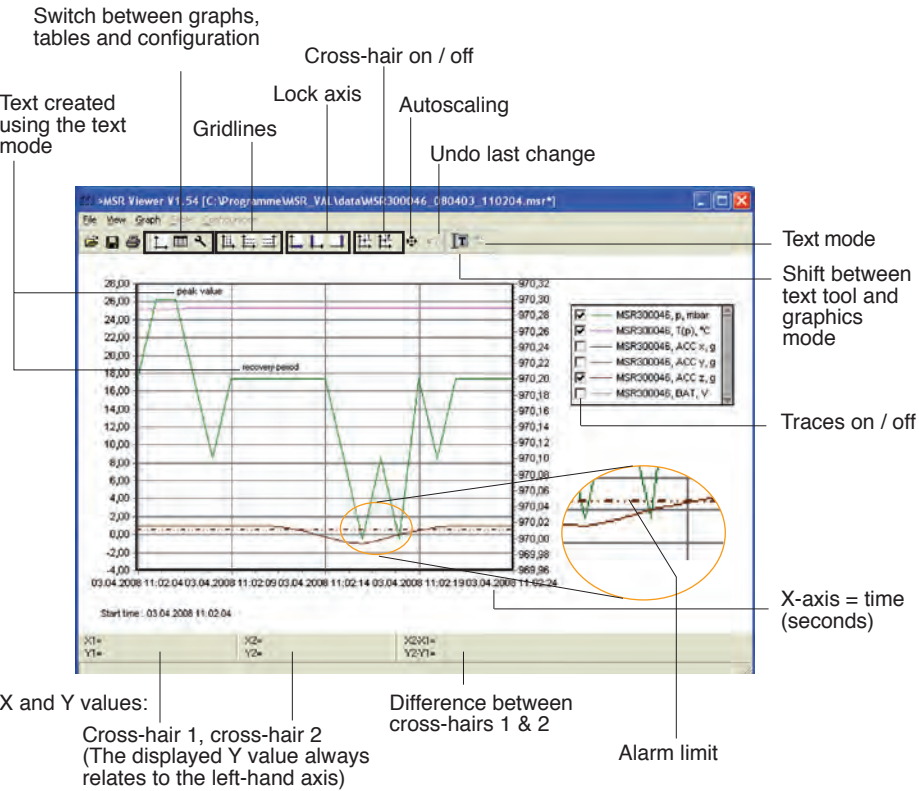 Switch between graphs,
tables and configuration
Cross-hair on / off
Lock axis
Autoscaling
Text created
using the text
mode
Gridlines
Undo last change
>MSR Viewer V1.54 [C:\Programme\MSR_VAL\data\MSR300046_080403_110204.msr*]
File View Graph
Text mode
Shift between
text tool and
graphics
mode
28,00
26,00
24,00
22,00
20,00
18,00
16,00
14,00
12,00
10,00
8,00
6,00
4,00
2,00
0,00
-2,00
-4,00
peak value
recovery period
970,32
970,30
970,28
970,26
970,24
970,22
970,20
970,18
970,16
970,14
970,12
970,10
970,08
970,06
970,04
970,02
970,00
969,98
969,96
MSR300046, p, mbar
MSR300046, T(p), °C
MSR300046, ACC x, g
MSR300046, ACC y, g
MSR300046, ACC z, g
MSR300046, BAT, V
Traces on / off
03.04.2008 11:02:04 03.04.2008 11:02:09 03.04.2008 11:02:14 03.04.2008 11:02:19 03.04.2008 11:02:24
Start time : 03.04.2008 11:02:04
X-axis = time
(seconds)
X1= X2= X2-X1=
Y1= Y2= Y2-Y1=
X and Y values:
Cross-hair 1, cross-hair 2
(The displayed Y value always
relates to the left-hand axis)
Difference between
cross-hairs 1 & 2
Alarm limit